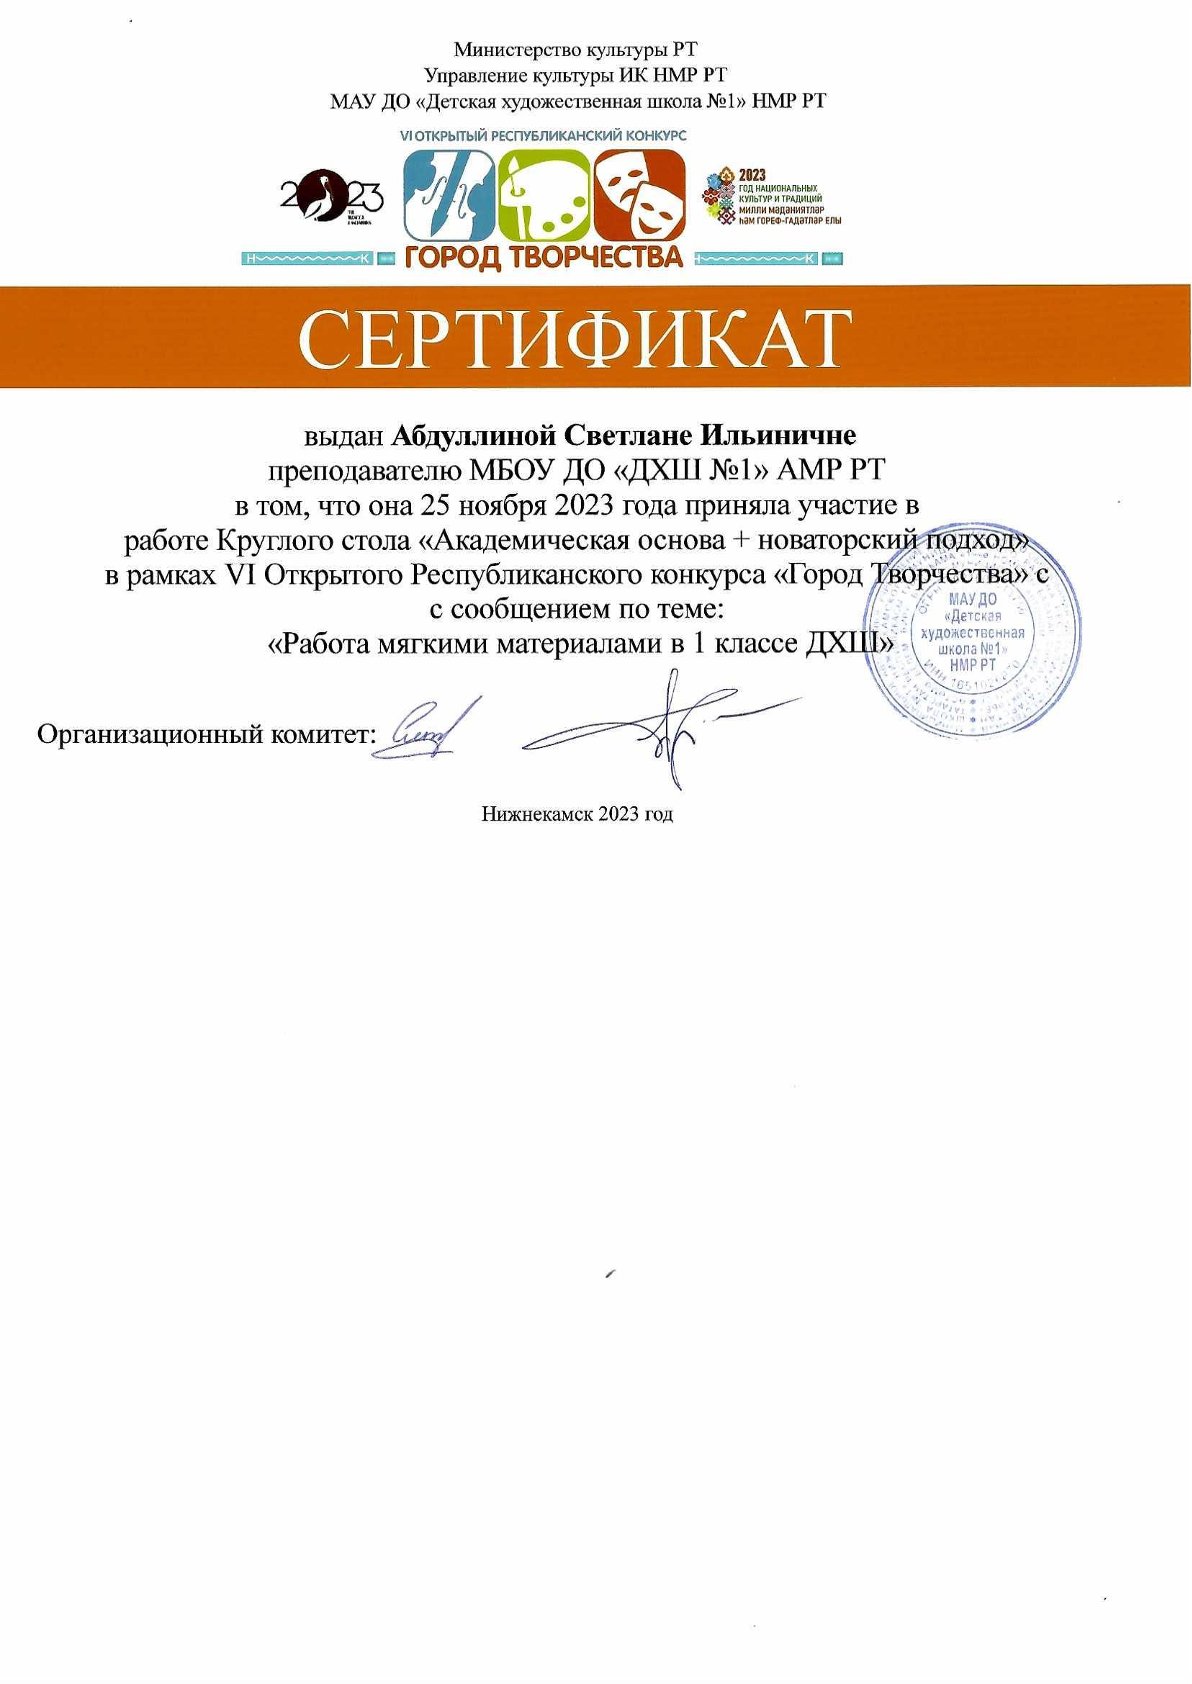 Министерство культуры РТ
Управление культуры ИК НМР РТ
МАУ ДО «Детская художественная школа №1» НМР РТ
VI ОТКРЫТЫЙ РЕСПУБЛИКАНСКИЙ КОНКУРС
2023
2023
ГОД НАЦИОНАЛЬНЫХ
КУЛЬТУР И ТРАДИЦИЙ
МИЛЛИ МӘДӘНИЯТЛӘР
ҺӘМ ГОРЕФ-ГАДӘТЛӘР ЕЛЫ
Н К ГОРОД ТВОРЧЕСТВА Н К
СЕРТИФИКАТ
выдан Абдуллиной Светлане Ильиничне
преподавателю МБОУ ДО «ДХШ №1» АМР РТ
в том, что она 25 ноября 2023 года приняла участие в
работе Круглого стола «Академическая основа + новаторский подход»
в рамках VI Открытого Республиканского конкурса «Город Творчества» с
с сообщением по теме:
«Работа мягкими материалами в 1 классе ДХШ»
МАУ ДО
«Детская
художественная
школа №1»
НМР РТ
Организационный комитет:
Нижнекамск 2023 год